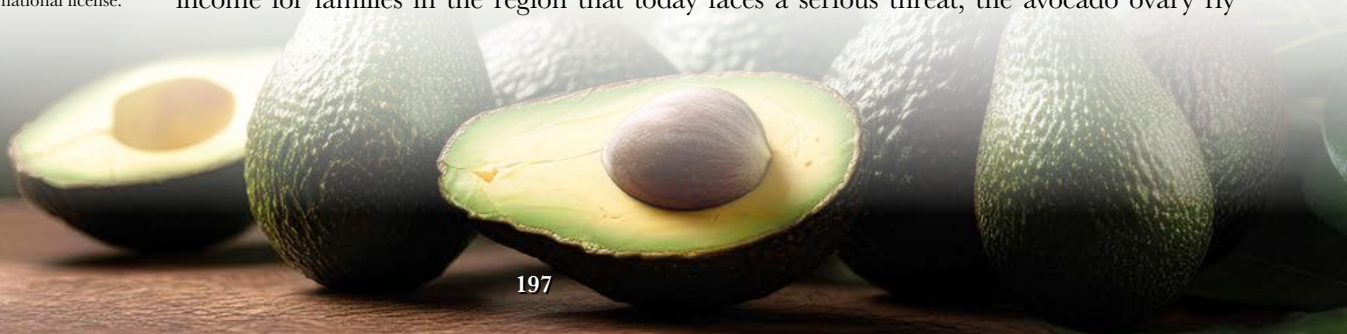 national license.
income for families in the region that today faces a serious threat, the avocado ovary fly
197